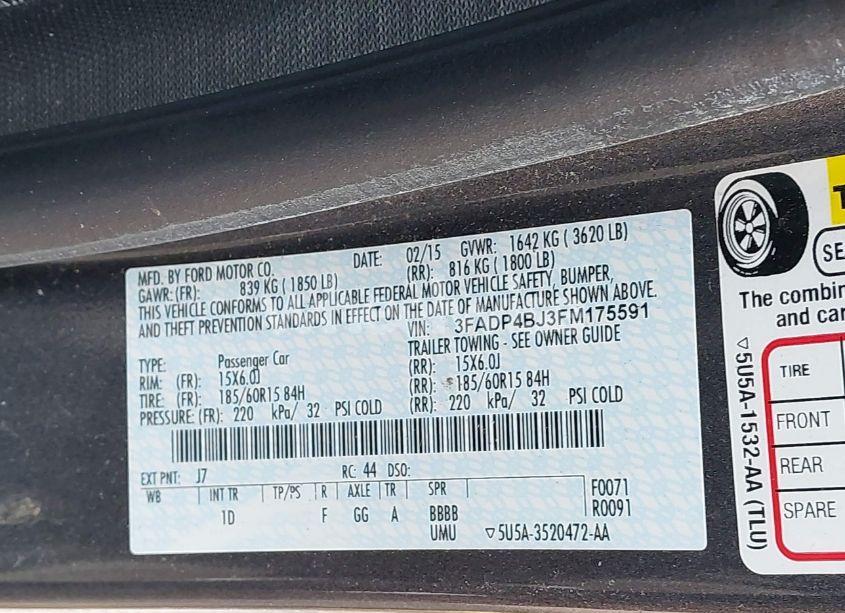 MFD. BY FORD MOTOR CO.
DATE: 02/15 GVWR: 1642 KG ( 3620 LB)
GAWR: (FR): 839 KG ( 1850 LB) (RR): 816 KG ( 1800 LB)
THIS VEHICLE CONFORMS TO ALL APPLICABLE FEDERAL MOTOR VEHICLE SAFETY, BUMPER,
AND THEFT PREVENTION STANDARDS IN EFFECT ON THE DATE OF MANUFACTURE SHOWN ABOVE.
VIN: 3FADP4BJ3FM175591
TYPE: Passenger Car TRAILER TOWING - SEE OWNER GUIDE
RIM: (FR): 15X6.0J (RR): 15X6.0J
TIRE: (FR): 185/60R15 84H (RR): 185/60R15 84H
PRESSURE: (FR): 220 kPa/ 32 PSI COLD (RR): 220 kPa/ 32 PSI COLD
EXT PNT: J7 RC: 44 DSO:
WB INT TR TP/PS R AXLE TR SPR F0071
1D F GG A BBBB R0091
UMU ▽5U5A-3520472-AA
T
SE
The combin
and car
TIRE
FRONT
REAR
SPARE
▽5U5A-1532-AA (TLU)